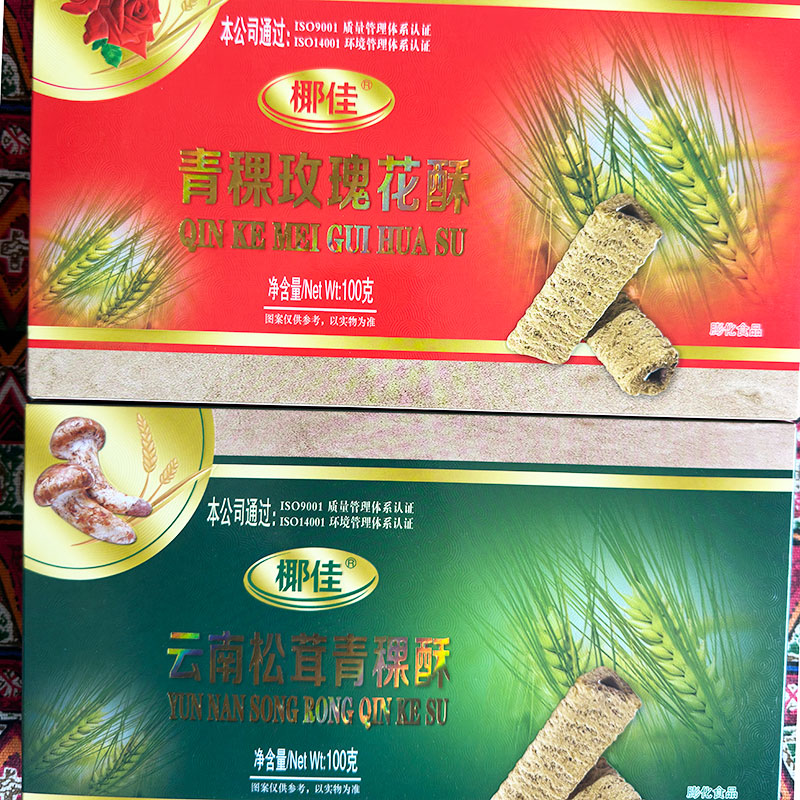 本公司通过: ISO9001 质量管理体系认证
ISO14001 环境管理体系认证
椰佳®
青稞玫瑰花酥
QIN KE MEI GUI HUA SU
净含量/Net Wt:100克
图案仅供参考，以实物为准
膨化食品
本公司通过: ISO9001 质量管理体系认证
ISO14001 环境管理体系认证
椰佳®
云南松茸青稞酥
YUN NAN SONG RONG QIN KE SU
净含量/Net Wt:100克
图案仅供参考，以实物为准
膨化食品